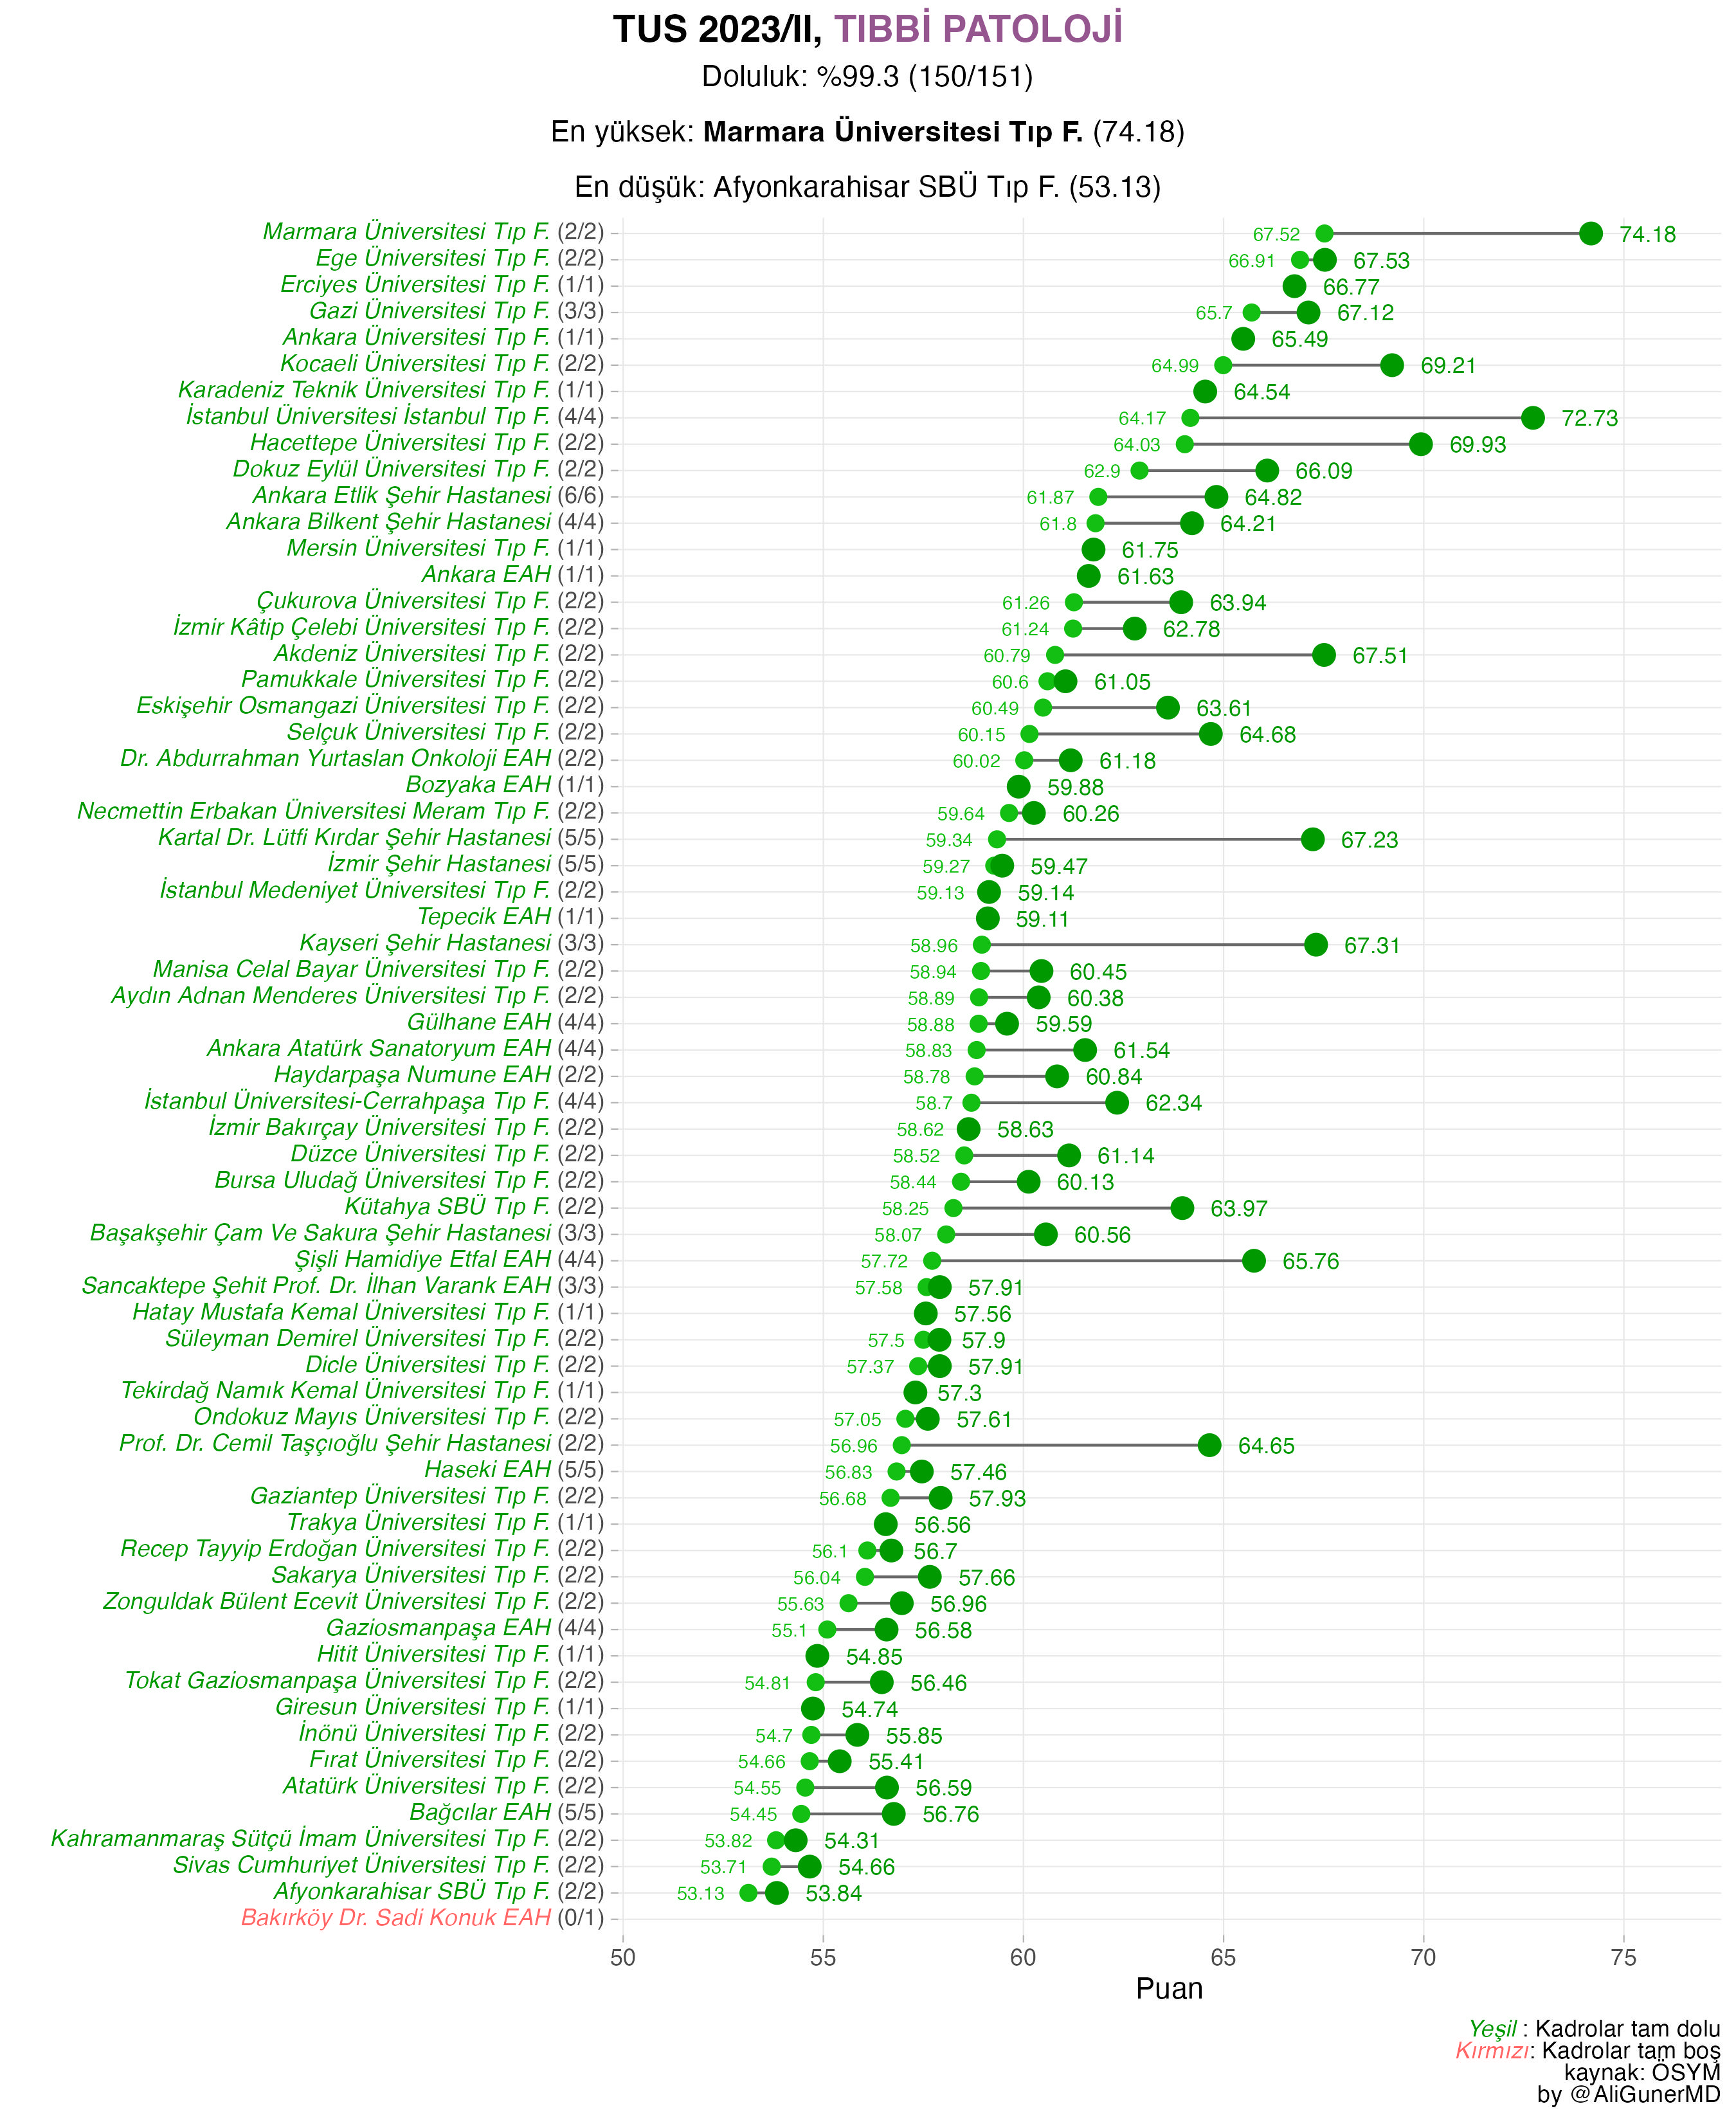 TUS 2023/II, TIBBİ PATOLOJİ
Doluluk: %99.3 (150/151)
En yüksek: Marmara Üniversitesi Tıp F. (74.18)
En düşük: Afyonkarahisar SBÜ Tıp F. (53.13)
Marmara Üniversitesi Tıp F. (2/2) 67.52 74.18
Ege Üniversitesi Tıp F. (2/2) 66.91 67.53
Erciyes Üniversitesi Tıp F. (1/1) 66.77
Gazi Üniversitesi Tıp F. (3/3) 65.7 67.12
Ankara Üniversitesi Tıp F. (1/1) 65.49
Kocaeli Üniversitesi Tıp F. (2/2) 64.99 69.21
Karadeniz Teknik Üniversitesi Tıp F. (1/1) 64.54
İstanbul Üniversitesi İstanbul Tıp F. (4/4) 64.17 72.73
Hacettepe Üniversitesi Tıp F. (2/2) 64.03 69.93
Dokuz Eylül Üniversitesi Tıp F. (2/2) 62.9 66.09
Ankara Etlik Şehir Hastanesi (6/6) 61.87 64.82
Ankara Bilkent Şehir Hastanesi (4/4) 61.8 64.21
Mersin Üniversitesi Tıp F. (1/1) 61.75
Ankara EAH (1/1) 61.63
Çukurova Üniversitesi Tıp F. (2/2) 61.26 63.94
İzmir Kâtip Çelebi Üniversitesi Tıp F. (2/2) 61.24 62.78
Akdeniz Üniversitesi Tıp F. (2/2) 60.79 67.51
Pamukkale Üniversitesi Tıp F. (2/2) 60.6 61.05
Eskişehir Osmangazi Üniversitesi Tıp F. (2/2) 60.49 63.61
Selçuk Üniversitesi Tıp F. (2/2) 60.15 64.68
Dr. Abdurrahman Yurtaslan Onkoloji EAH (2/2) 60.02 61.18
Bozyaka EAH (1/1) 59.88
Necmettin Erbakan Üniversitesi Meram Tıp F. (2/2) 59.64 60.26
Kartal Dr. Lütfi Kırdar Şehir Hastanesi (5/5) 59.34 67.23
İzmir Şehir Hastanesi (5/5) 59.27 59.47
İstanbul Medeniyet Üniversitesi Tıp F. (2/2) 59.13 59.14
Tepecik EAH (1/1) 59.11
Kayseri Şehir Hastanesi (3/3) 58.96 67.31
Manisa Celal Bayar Üniversitesi Tıp F. (2/2) 58.94 60.45
Aydın Adnan Menderes Üniversitesi Tıp F. (2/2) 58.89 60.38
Gülhane EAH (4/4) 58.88 59.59
Ankara Atatürk Sanatoryum EAH (4/4) 58.83 61.54
Haydarpaşa Numune EAH (2/2) 58.78 60.84
İstanbul Üniversitesi-Cerrahpaşa Tıp F. (4/4) 58.7 62.34
İzmir Bakırçay Üniversitesi Tıp F. (2/2) 58.62 58.63
Düzce Üniversitesi Tıp F. (2/2) 58.52 61.14
Bursa Uludağ Üniversitesi Tıp F. (2/2) 58.44 60.13
Kütahya SBÜ Tıp F. (2/2) 58.25 63.97
Başakşehir Çam Ve Sakura Şehir Hastanesi (3/3) 58.07 60.56
Şişli Hamidiye Etfal EAH (4/4) 57.72 65.76
Sancaktepe Şehit Prof. Dr. İlhan Varank EAH (3/3) 57.58 57.91
Hatay Mustafa Kemal Üniversitesi Tıp F. (1/1) 57.56
Süleyman Demirel Üniversitesi Tıp F. (2/2) 57.5 57.9
Dicle Üniversitesi Tıp F. (2/2) 57.37 57.91
Tekirdağ Namık Kemal Üniversitesi Tıp F. (1/1) 57.3
Ondokuz Mayıs Üniversitesi Tıp F. (2/2) 57.05 57.61
Prof. Dr. Cemil Taşçıoğlu Şehir Hastanesi (2/2) 56.96 64.65
Haseki EAH (5/5) 56.83 57.46
Gaziantep Üniversitesi Tıp F. (2/2) 56.68 57.93
Trakya Üniversitesi Tıp F. (1/1) 56.56
Recep Tayyip Erdoğan Üniversitesi Tıp F. (2/2) 56.1 56.7
Sakarya Üniversitesi Tıp F. (2/2) 56.04 57.66
Zonguldak Bülent Ecevit Üniversitesi Tıp F. (2/2) 55.63 56.96
Gaziosmanpaşa EAH (4/4) 55.1 56.58
Hitit Üniversitesi Tıp F. (1/1) 54.85
Tokat Gaziosmanpaşa Üniversitesi Tıp F. (2/2) 54.81 56.46
Giresun Üniversitesi Tıp F. (1/1) 54.74
İnönü Üniversitesi Tıp F. (2/2) 54.7 55.85
Fırat Üniversitesi Tıp F. (2/2) 54.66 55.41
Atatürk Üniversitesi Tıp F. (2/2) 54.55 56.59
Bağcılar EAH (5/5) 54.45 56.76
Kahramanmaraş Sütçü İmam Üniversitesi Tıp F. (2/2) 53.82 54.31
Sivas Cumhuriyet Üniversitesi Tıp F. (2/2) 53.71 54.66
Afyonkarahisar SBÜ Tıp F. (2/2) 53.13 53.84
Bakırköy Dr. Sadi Konuk EAH (0/1)
50 55 60 65 70 75
Puan
Yeşil : Kadrolar tam dolu
Kırmızı: Kadrolar tam boş
kaynak: ÖSYM
by @AliGunerMD